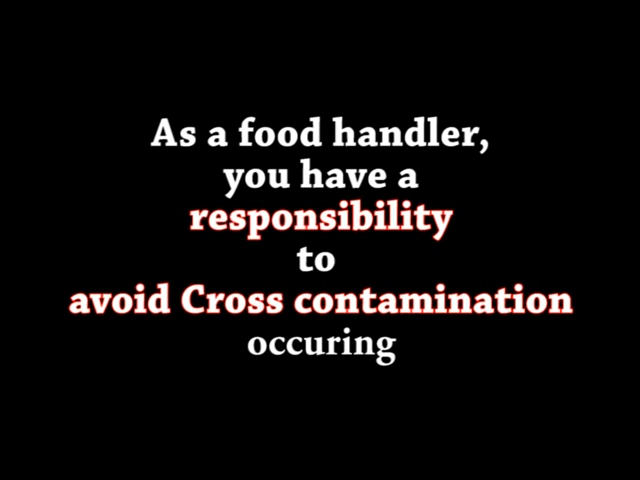 As a food handler,
you have a
responsibility
to
avoid Cross contamination
occuring